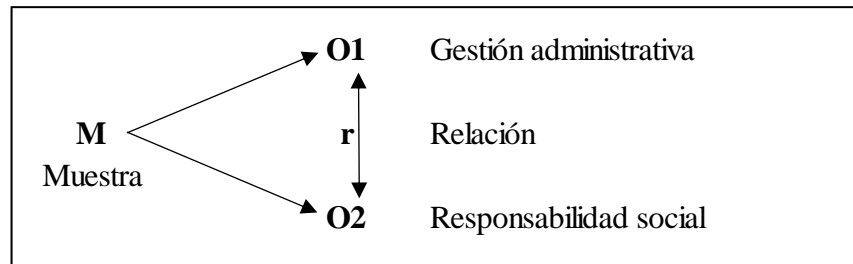 O1 Gestión administrativa
M r Relación
Muestra
O2 Responsabilidad social